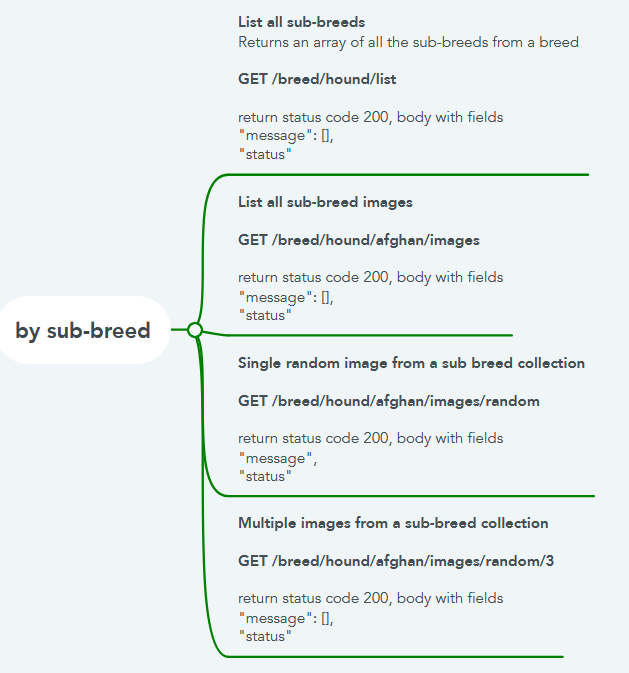 List all sub-breeds
Returns an array of all the sub-breeds from a breed
GET /breed/hound/list
return status code 200, body with fields
"message": [],
"status"
List all sub-breed images
GET /breed/hound/afghan/images
return status code 200, body with fields
"message": [],
"status"
by sub-breed
Single random image from a sub breed collection
GET /breed/hound/afghan/images/random
return status code 200, body with fields
"message",
"status"
Multiple images from a sub-breed collection
GET /breed/hound/afghan/images/random/3
return status code 200, body with fields
"message": [],
"status"